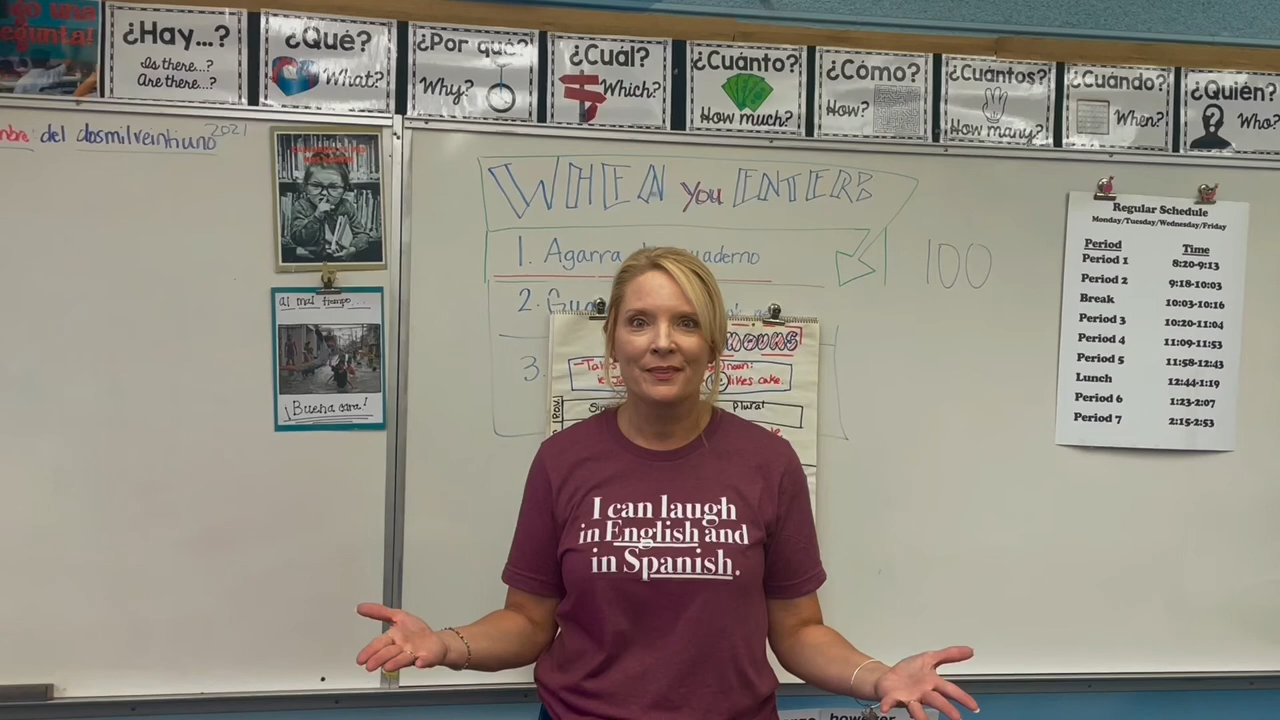 ¿Hay...?
Is there...?
Are there...?
¿Qué?
What?
¿Por qué?
Why?
¿Cuál?
Which?
¿Cuánto?
How much?
¿Cómo?
How?
¿Cuántos?
How many?
¿Cuándo?
When?
¿Quién?
Who?
del dosmilveintiuno 2021
al mal tiempo...
¡Buena cara!
WHEN you ENTER:
1. Agarra
2.
3.
100
likes cake.
Plural
I can laugh
in English and
in Spanish.
Regular Schedule
Monday/Tuesday/Wednesday/Friday
Period Time
Period 1 8:20-9:13
Period 2 9:18-10:03
Break 10:03-10:16
Period 3 10:20-11:04
Period 4 11:09-11:53
Period 5 11:58-12:43
Lunch 12:44-1:19
Period 6 1:23-2:07
Period 7 2:15-2:53
however